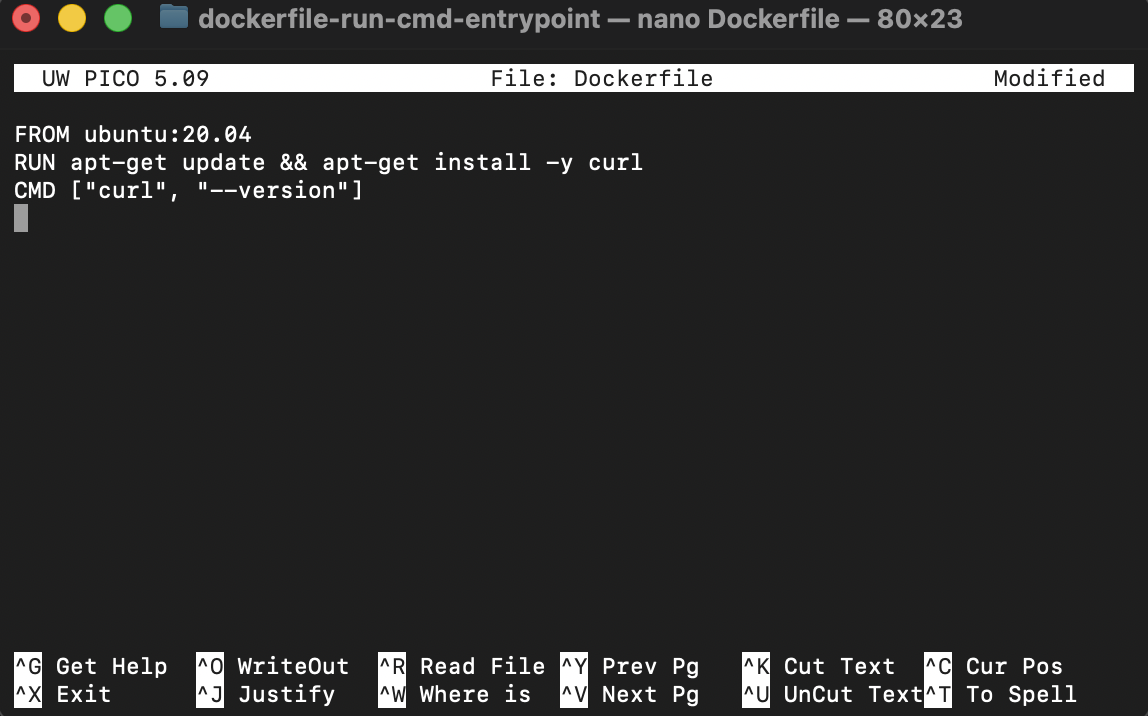 dockerfile-run-cmd-entrypoint — nano Dockerfile — 80×23
UW PICO 5.09 File: Dockerfile Modified
FROM ubuntu:20.04
RUN apt-get update && apt-get install -y curl
CMD ["curl", "--version"]
^G Get Help ^O WriteOut ^R Read File ^Y Prev Pg ^K Cut Text ^C Cur Pos
^X Exit ^J Justify ^W Where is ^V Next Pg ^U UnCut Text^T To Spell